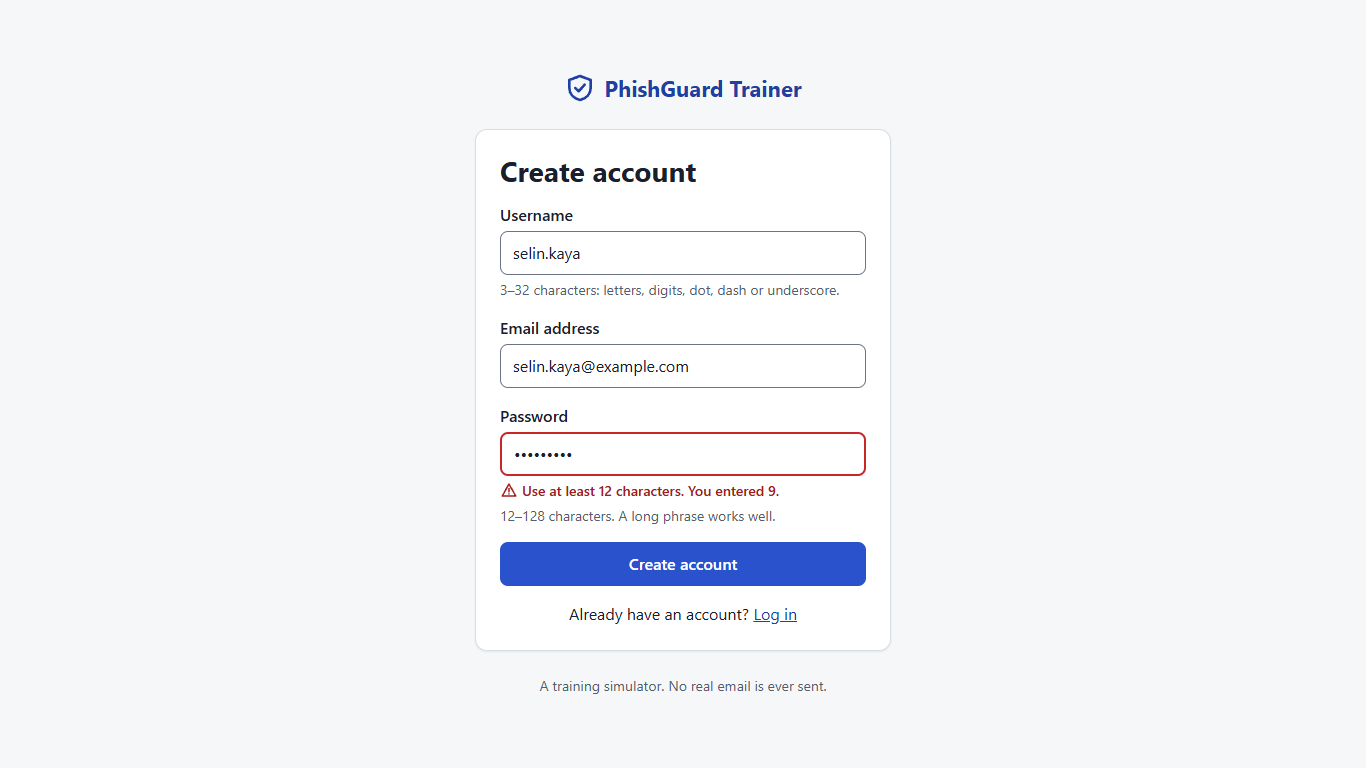 PhishGuard Trainer
Create account
Username
selin.kaya
3–32 characters: letters, digits, dot, dash or underscore.
Email address
selin.kaya@example.com
Password
•••••••••
Use at least 12 characters. You entered 9.
12–128 characters. A long phrase works well.
Create account
Already have an account? Log in
A training simulator. No real email is ever sent.